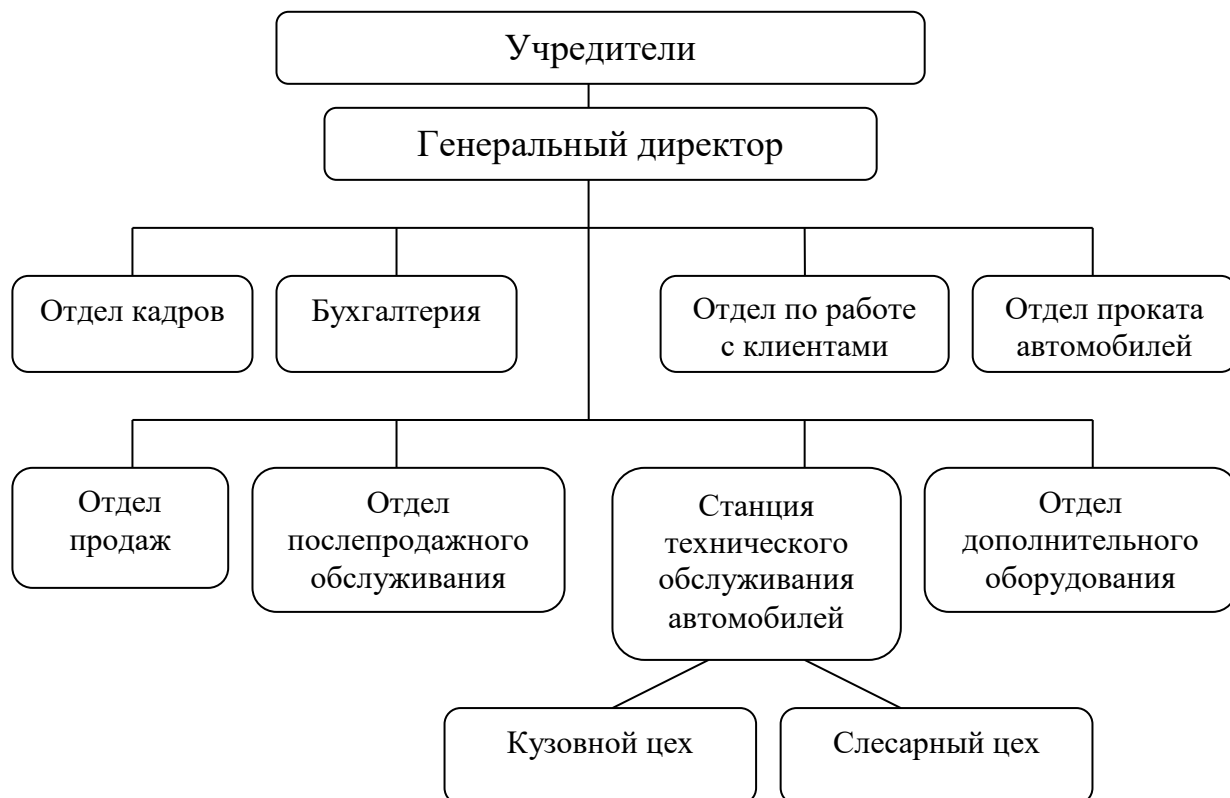 Учредители
Генеральный директор
Отдел кадров
Бухгалтерия
Отдел по работе
с клиентами
Отдел проката
автомобилей
Отдел
продаж
Отдел
послепродажного
обслуживания
Станция
технического
обслуживания
автомобилей
Отдел
дополнительного
оборудования
Кузовной цех
Слесарный цех